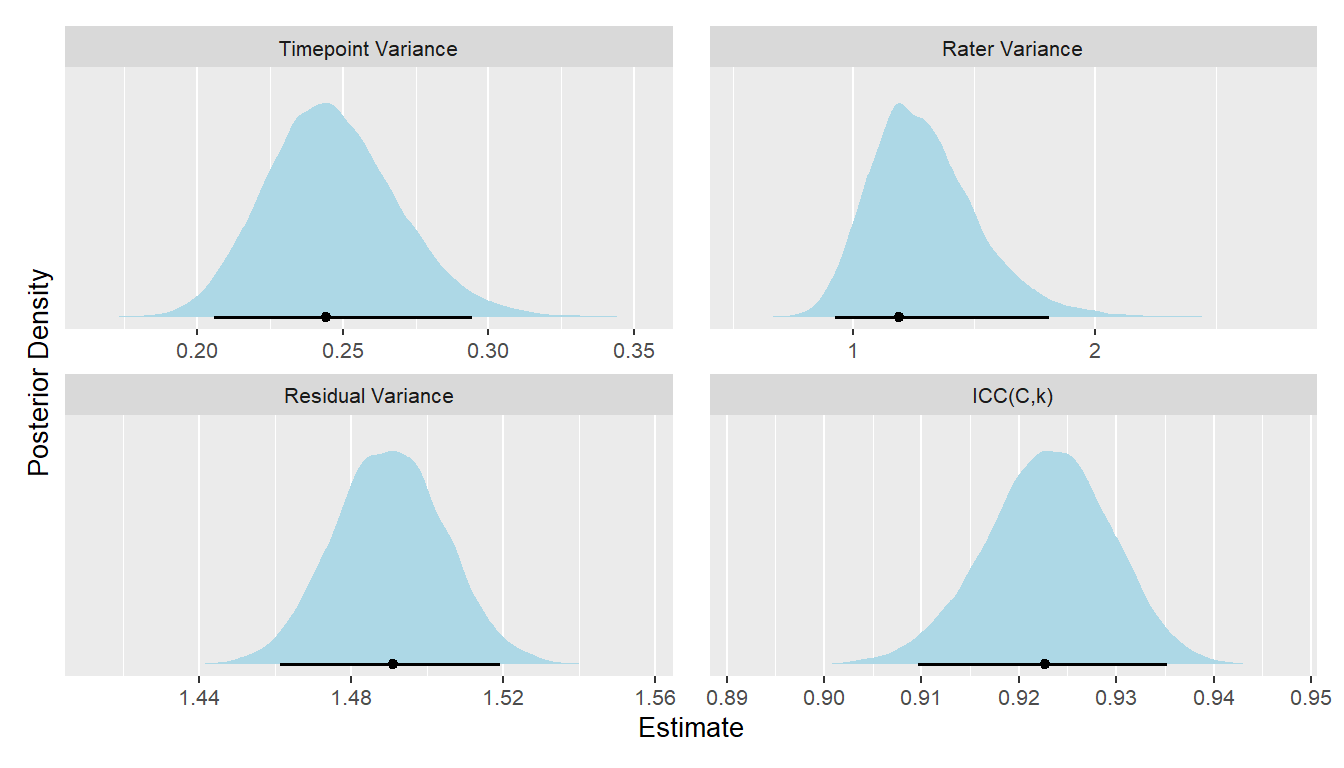 Timepoint Variance
Rater Variance
0.20 0.25 0.30 0.35
1 2
Residual Variance
ICC(C,k)
1.44 1.48 1.52 1.56
0.89 0.90 0.91 0.92 0.93 0.94 0.95
Posterior Density
Estimate